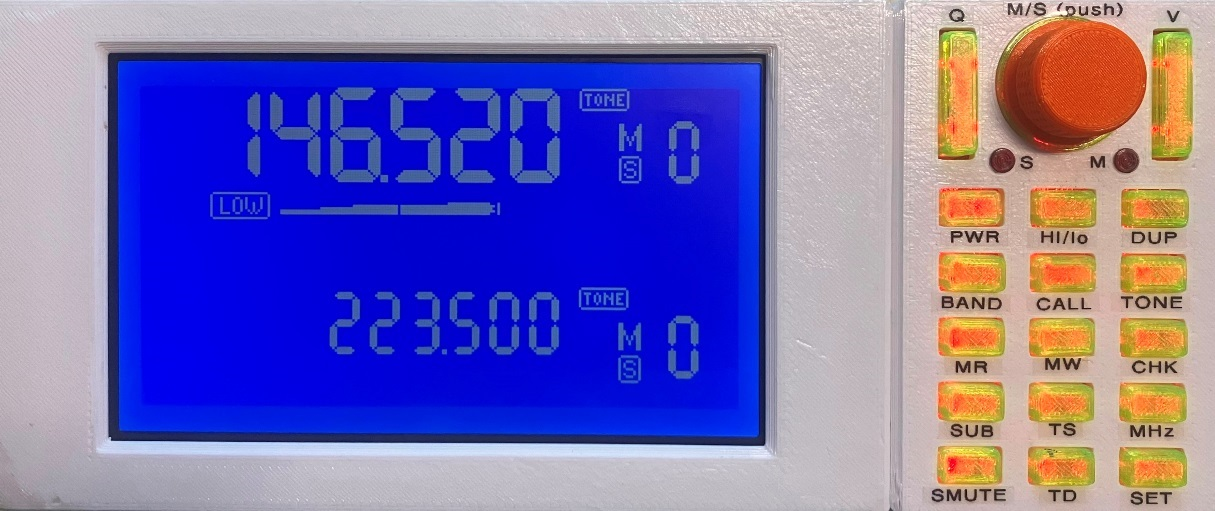 146.520 TONE
M 0
S
LOW
223.500 TONE
M 0
S
Q M/S (push) V
S M
PWR HI/lo DUP
BAND CALL TONE
MR MW CHK
SUB TS MHz
SMUTE TD SET